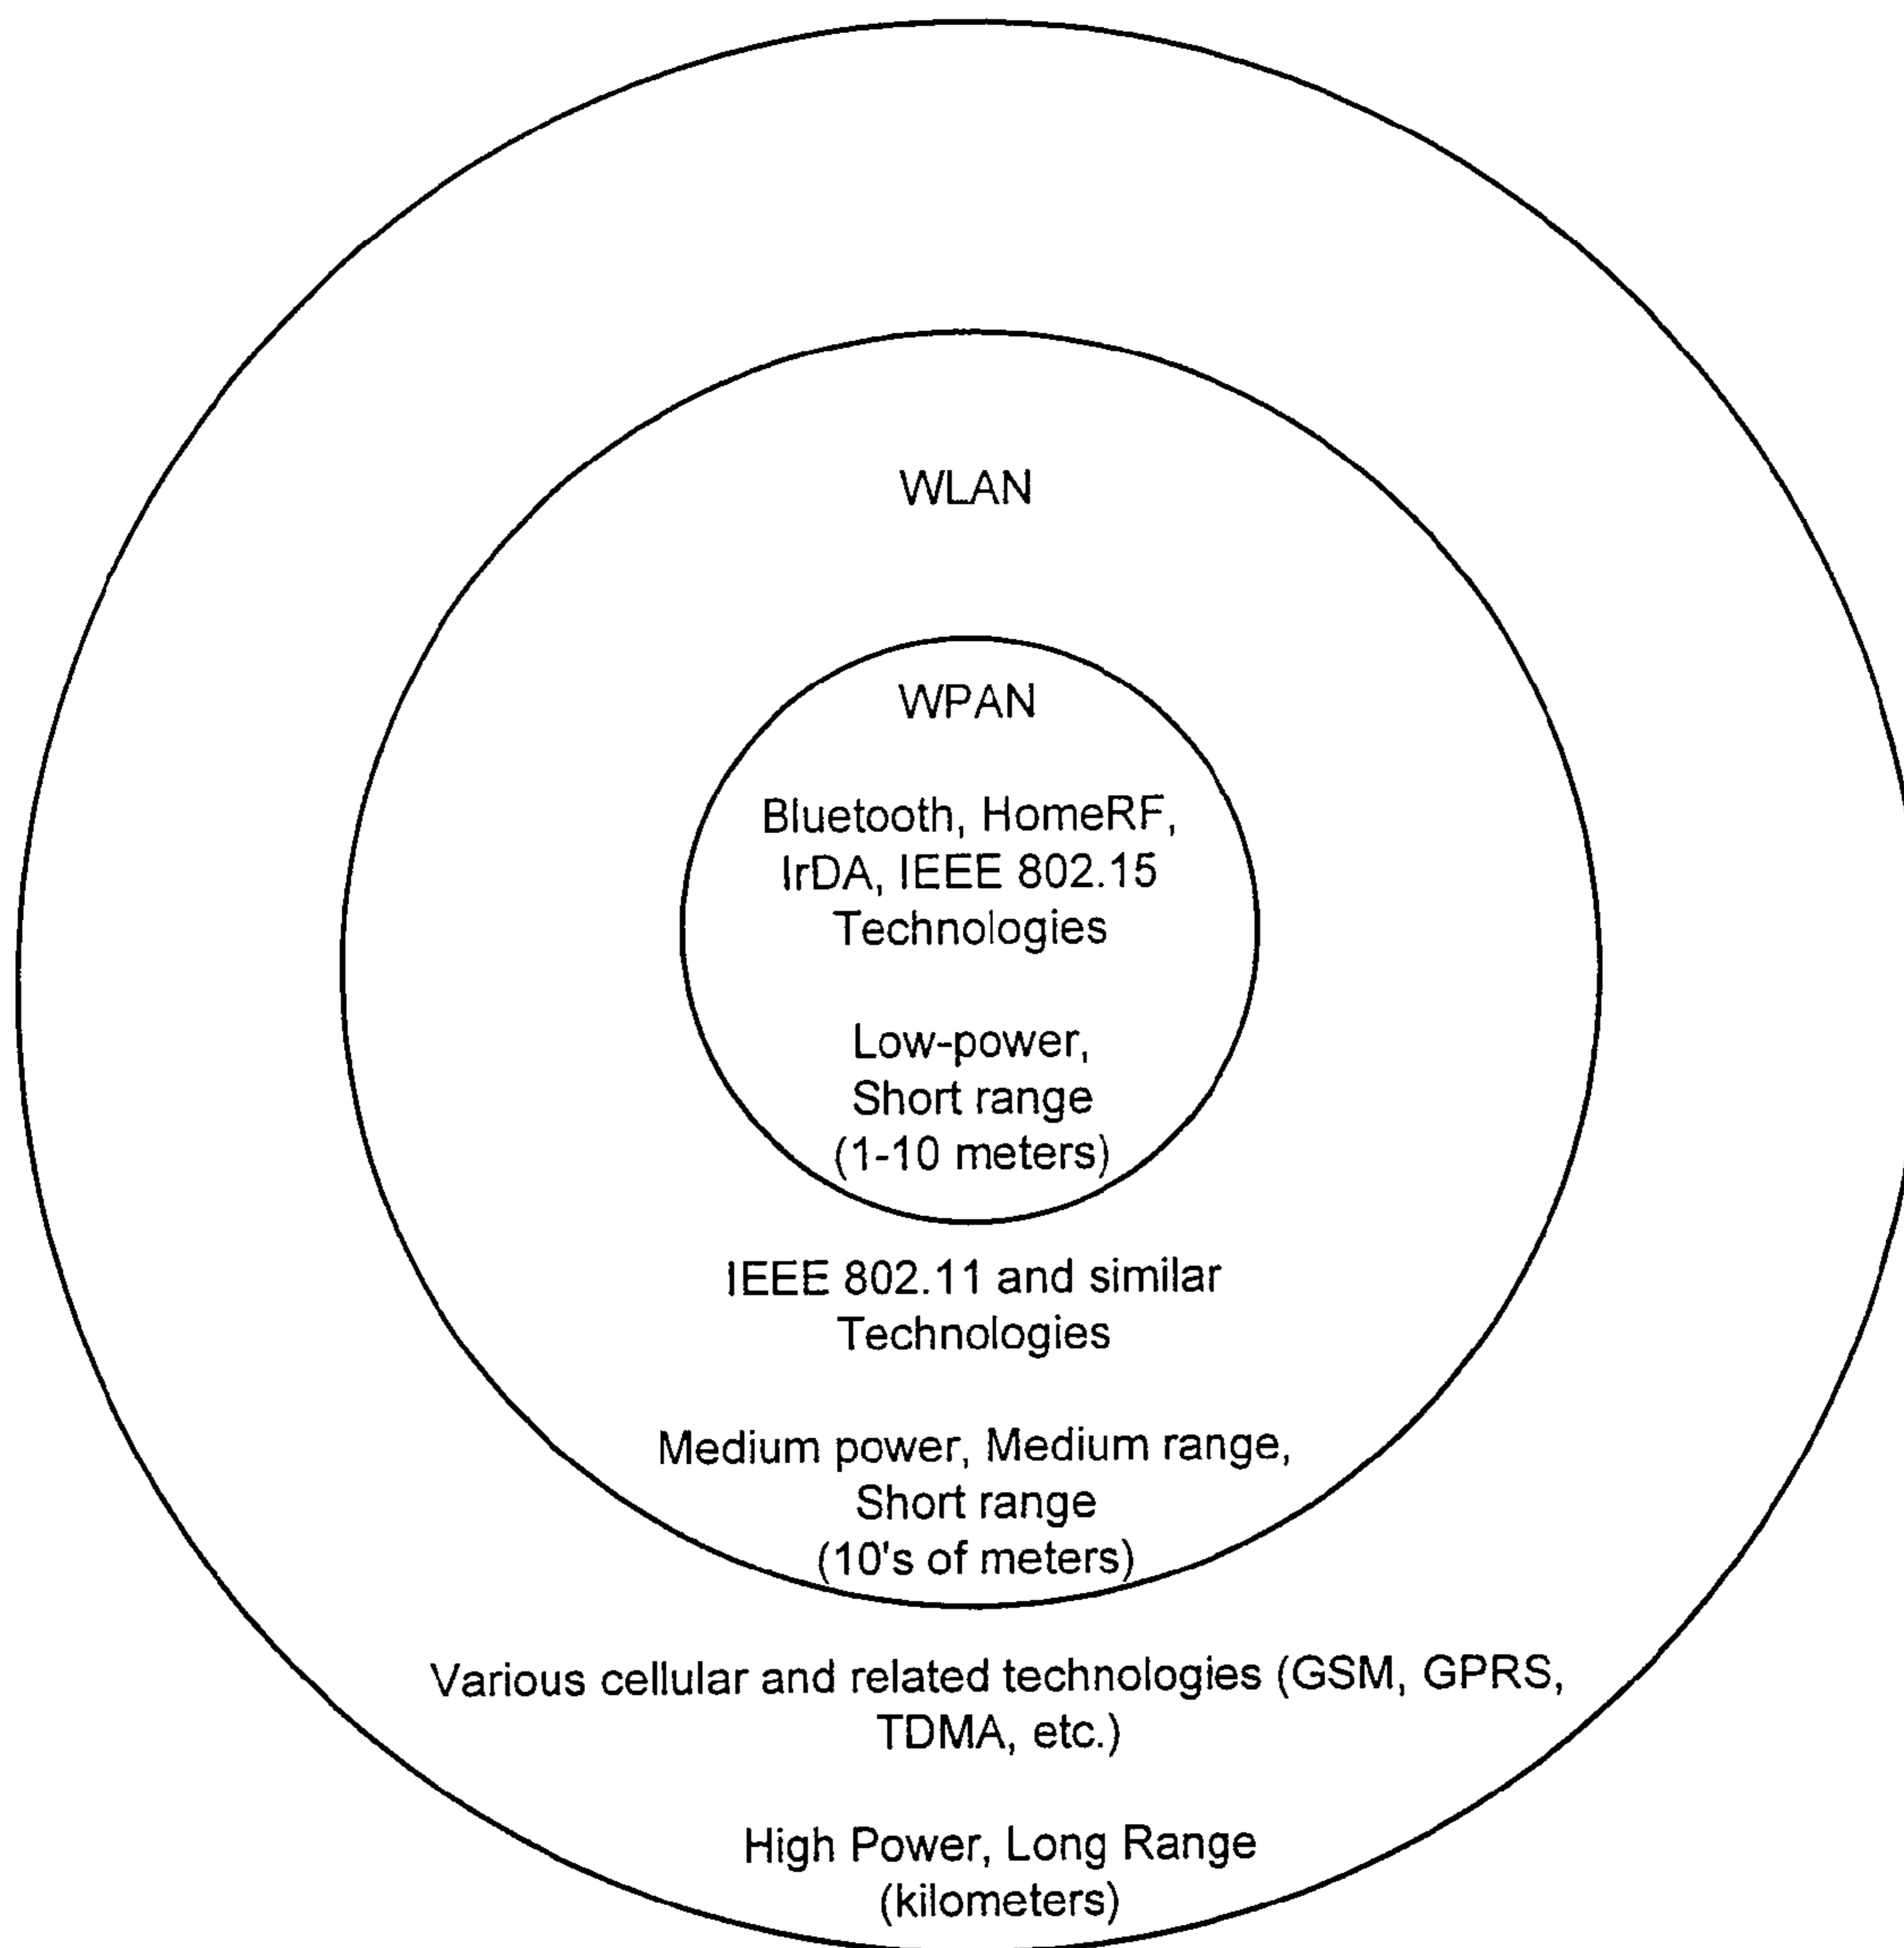 WLAN
WPAN
Bluetooth, HomeRF,
IrDA, IEEE 802.15
Technologies
Low-power,
Short range
(1-10 meters)
IEEE 802.11 and similar
Technologies
Medium power, Medium range,
Short range
(10's of meters)
Various cellular and related technologies (GSM, GPRS,
TDMA, etc.)
High Power, Long Range
(kilometers)